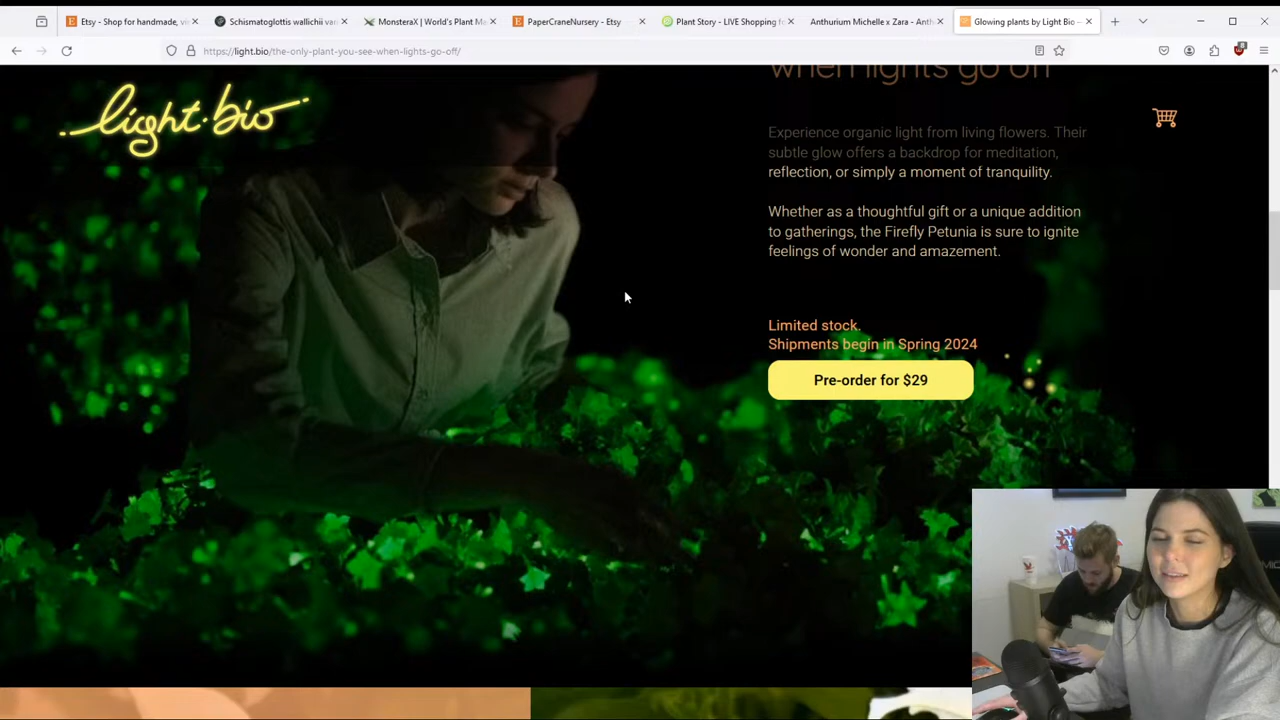 Etsy - Shop for handmade, vi
Schismatoglottis wallichii var
MonsteraX | World's Plant Ma
PaperCraneNursery - Etsy
Plant Story - LIVE Shopping fo
Anthurium Michelle x Zara - Anth
Glowing plants by Light Bio –
https://light.bio/the-only-plant-you-see-when-lights-go-off/
light.bio
when lights go off
Experience organic light from living flowers. Their
subtle glow offers a backdrop for meditation,
reflection, or simply a moment of tranquility.
Whether as a thoughtful gift or a unique addition
to gatherings, the Firefly Petunia is sure to ignite
feelings of wonder and amazement.
Limited stock.
Shipments begin in Spring 2024
Pre-order for $29